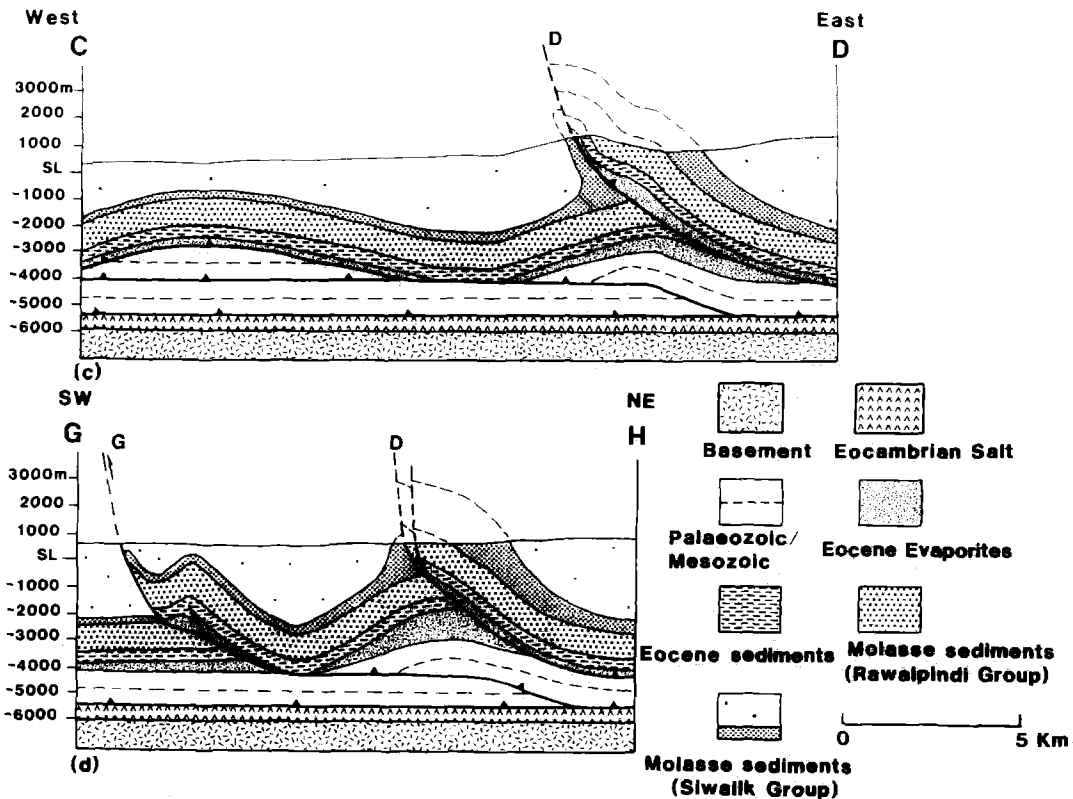 West
East
C
D
D
3000m
2000
1000
SL
-1000
-2000
-3000
-4000
-5000
-6000
(c)
SW
NE
G
G
D
H
3000m
2000
1000
SL
-1000
-2000
-3000
-4000
-5000
-6000
(d)
Basement
Eocambrian Salt
Palaeozoic/
Mesozoic
Eocene Evaporites
Eocene sediments
Molasse sediments
(Rawalpindi Group)
Molasse sediments
(Siwalik Group)
0
5 Km